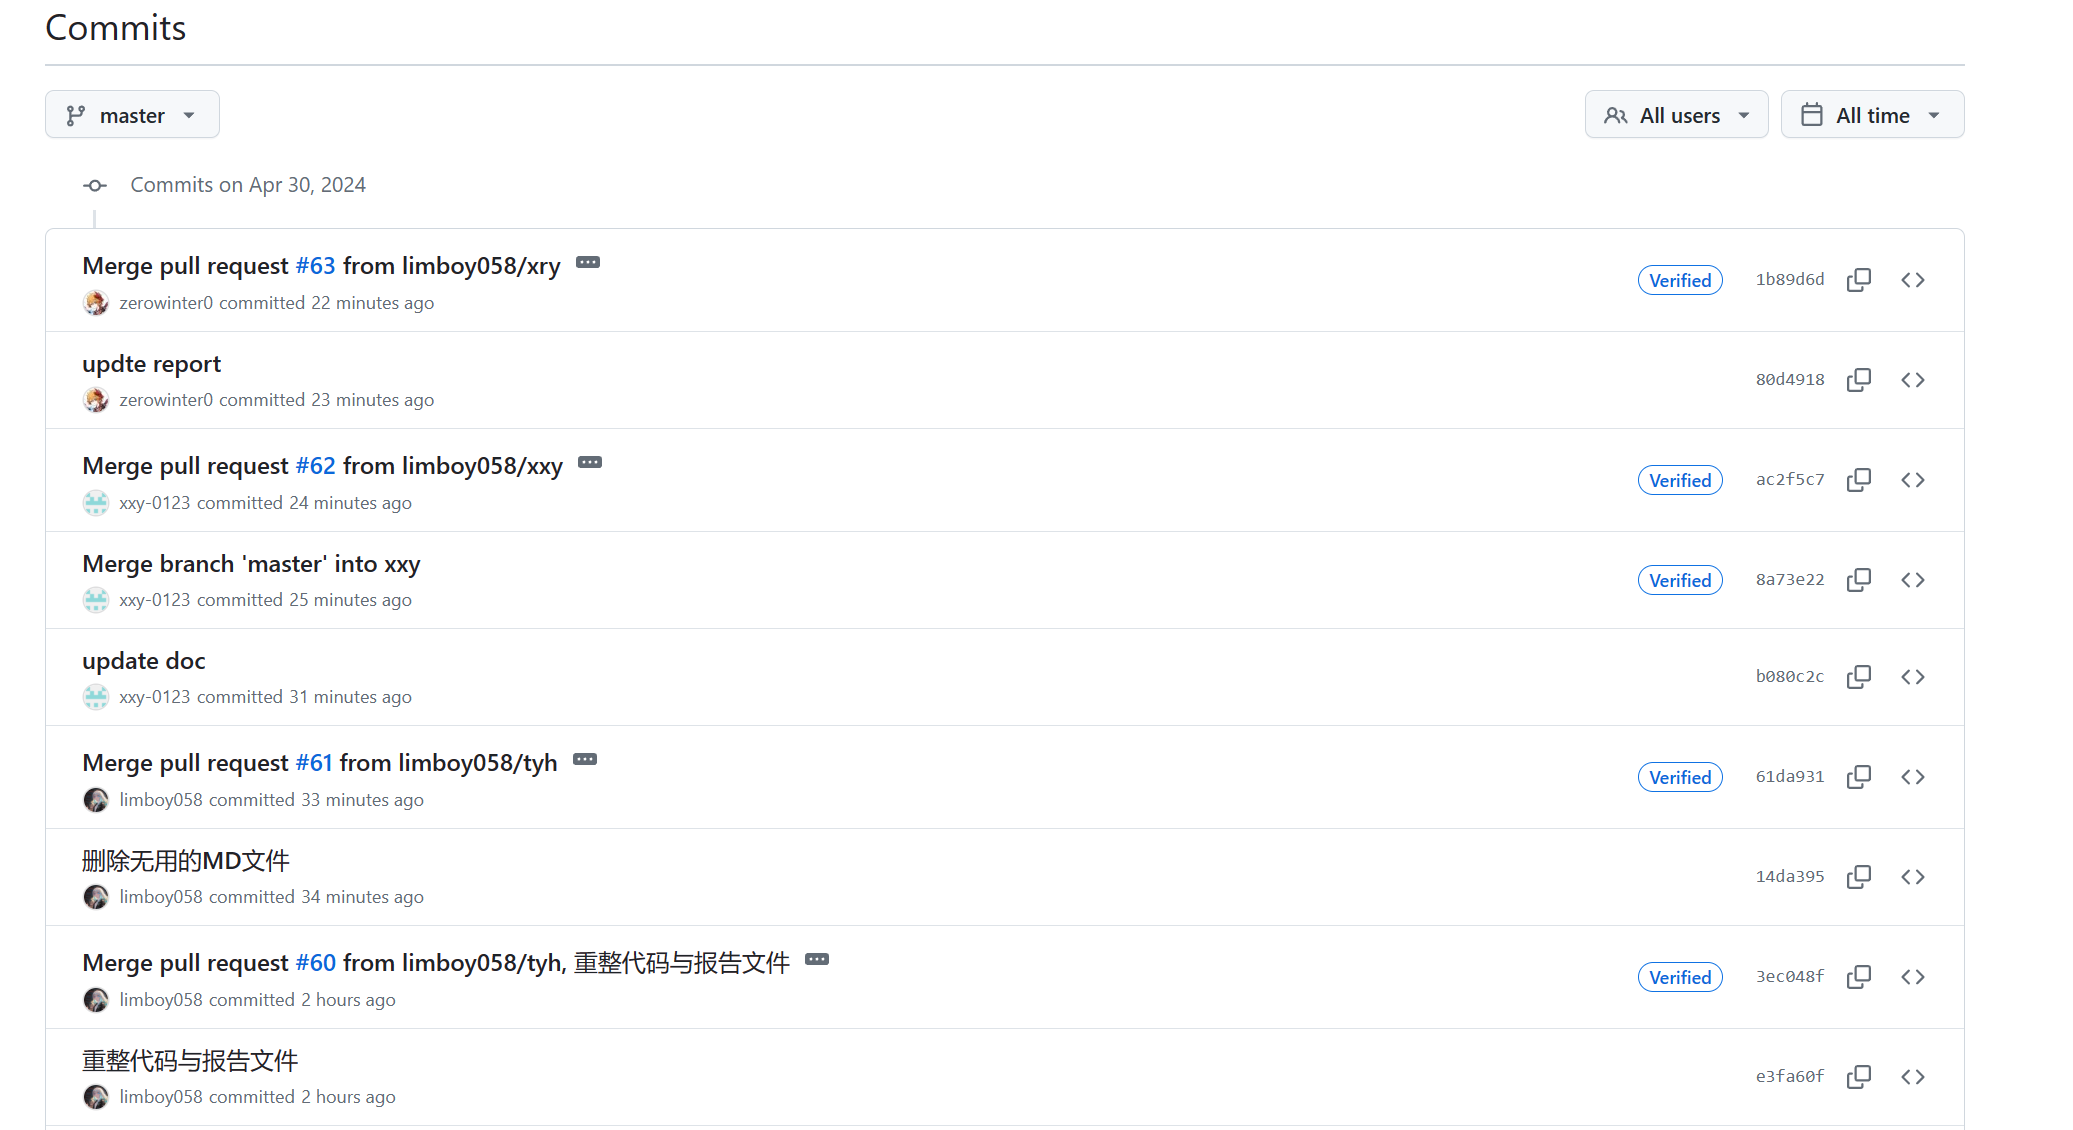 Commits
master
All users
All time
Commits on Apr 30, 2024
Merge pull request #63 from limboy058/xry
zerowinter0 committed 22 minutes ago
Verified
1b89d6d
updte report
zerowinter0 committed 23 minutes ago
80d4918
Merge pull request #62 from limboy058/xxy
xxy-0123 committed 24 minutes ago
Verified
ac2f5c7
Merge branch 'master' into xxy
xxy-0123 committed 25 minutes ago
Verified
8a73e22
update doc
xxy-0123 committed 31 minutes ago
b080c2c
Merge pull request #61 from limboy058/tyh
limboy058 committed 33 minutes ago
Verified
61da931
删除无用的MD文件
limboy058 committed 34 minutes ago
14da395
Merge pull request #60 from limboy058/tyh, 重整代码与报告文件
limboy058 committed 2 hours ago
Verified
3ec048f
重整代码与报告文件
limboy058 committed 2 hours ago
e3fa60f